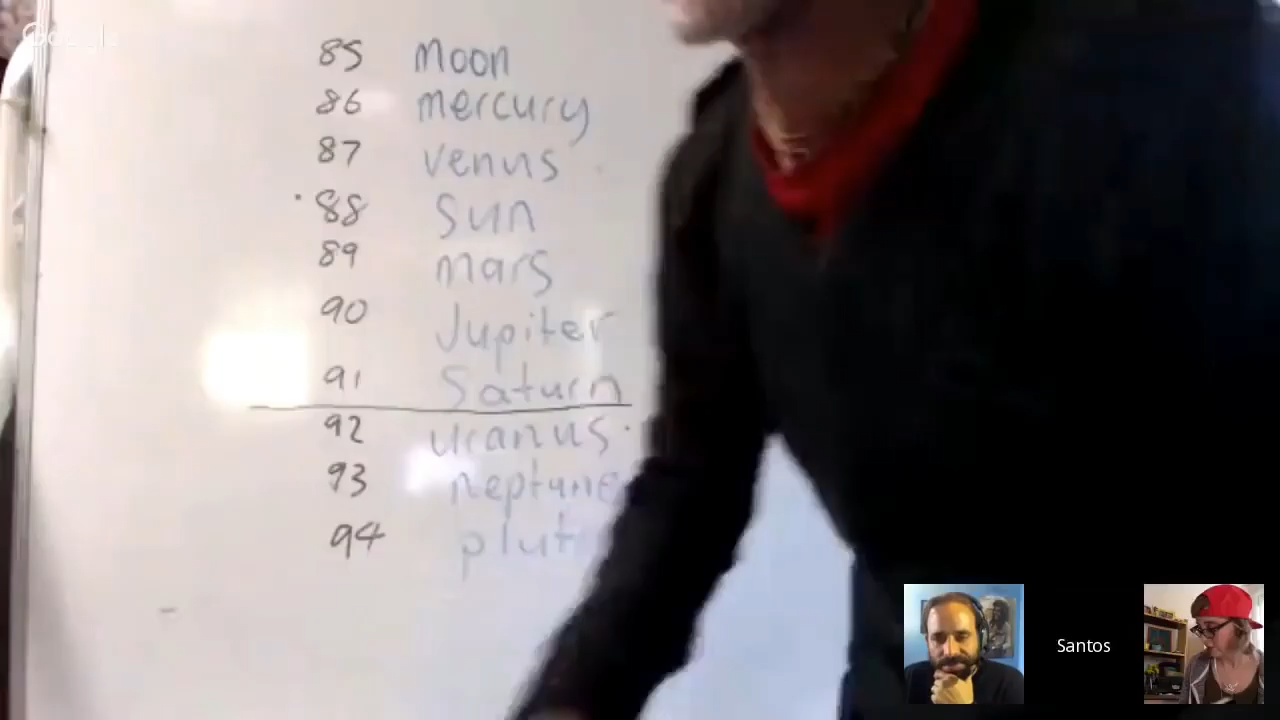 Google
85 Moon
86 mercury
87 venus
88 Sun
89 mars
90 Jupiter
91 Saturn
92 uranus
93 neptune
94
Santos